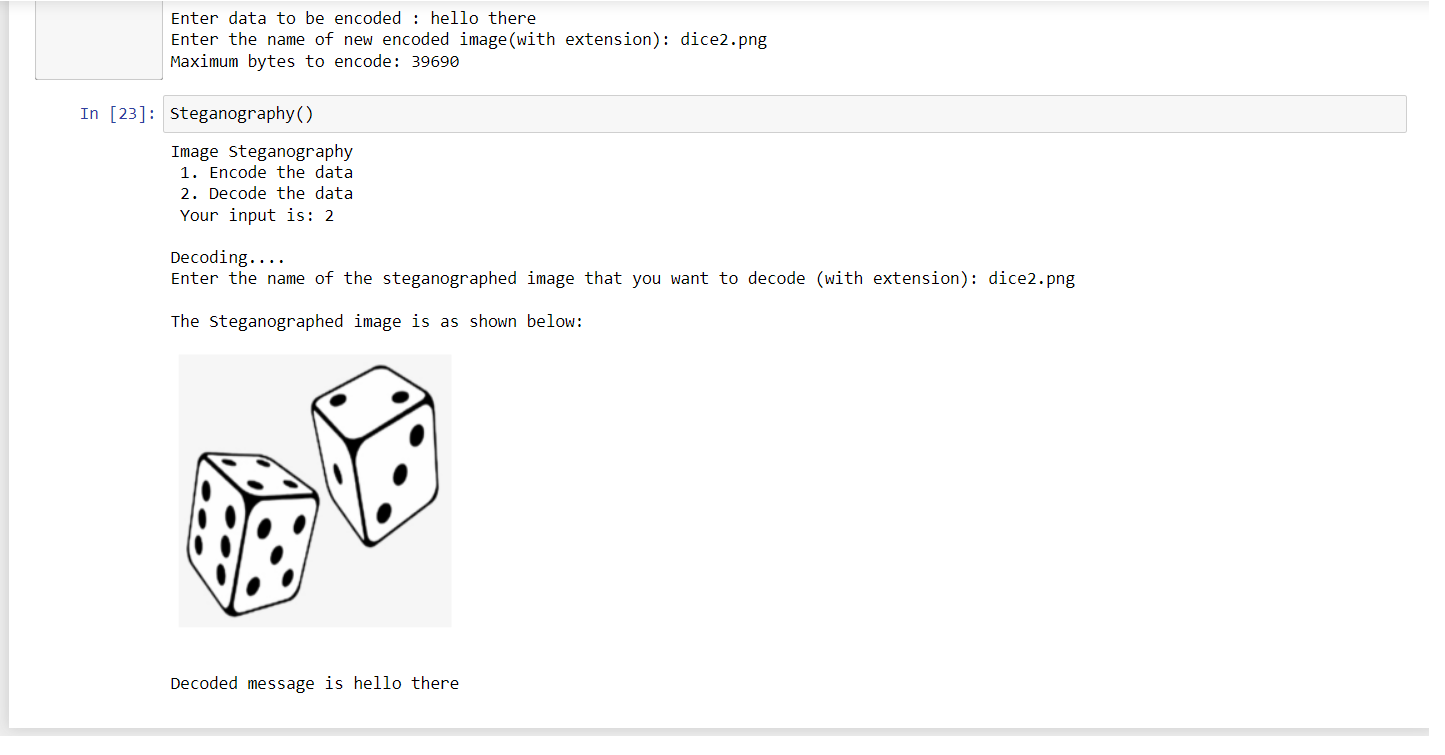 Enter data to be encoded : hello there
Enter the name of new encoded image(with extension): dice2.png
Maximum bytes to encode: 39690
In [23]: Steganography()
Image Steganography
1. Encode the data
2. Decode the data
Your input is: 2
Decoding....
Enter the name of the steganographed image that you want to decode (with extension): dice2.png
The Steganographed image is as shown below:
Decoded message is hello there